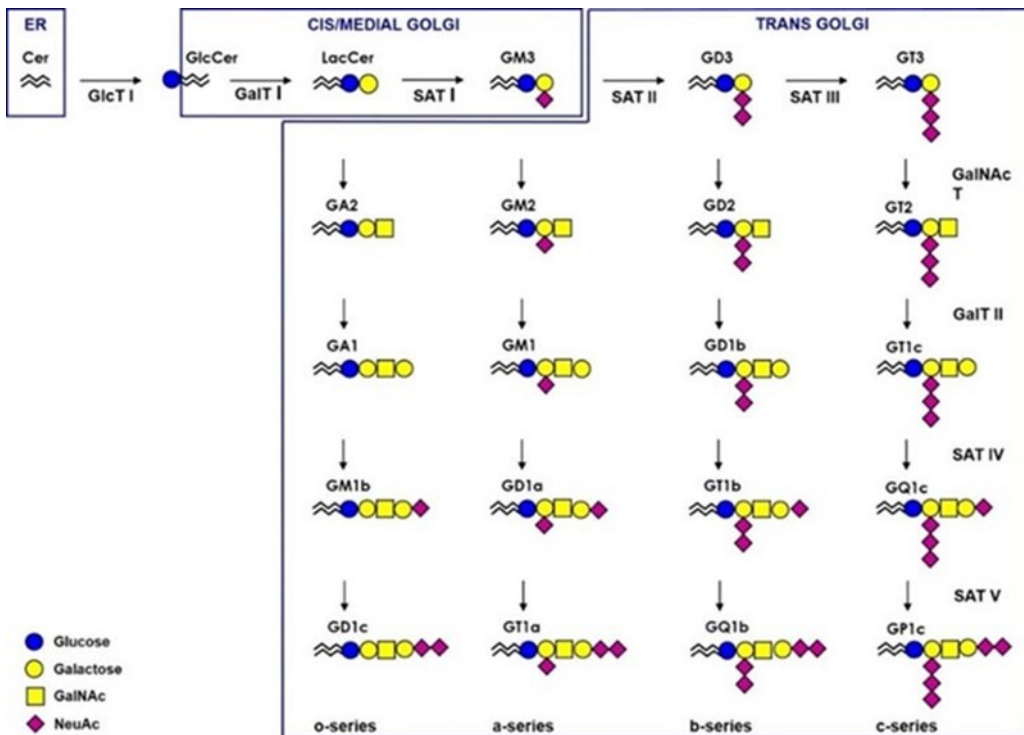 ER
CIS/MEDIAL GOLGI
TRANS GOLGI
Cer
GlcCer
LacCer
GM3
GD3
GT3
GlcT I
GalT I
SAT I
SAT II
SAT III
GalNAc
T
GA2
GM2
GD2
GT2
GalT II
GA1
GM1
GD1b
GT1c
SAT IV
GM1b
GD1a
GT1b
GQ1c
SAT V
GD1c
GT1a
GQ1b
GP1c
Glucose
Galactose
GalNAc
NeuAc
o-series
a-series
b-series
c-series